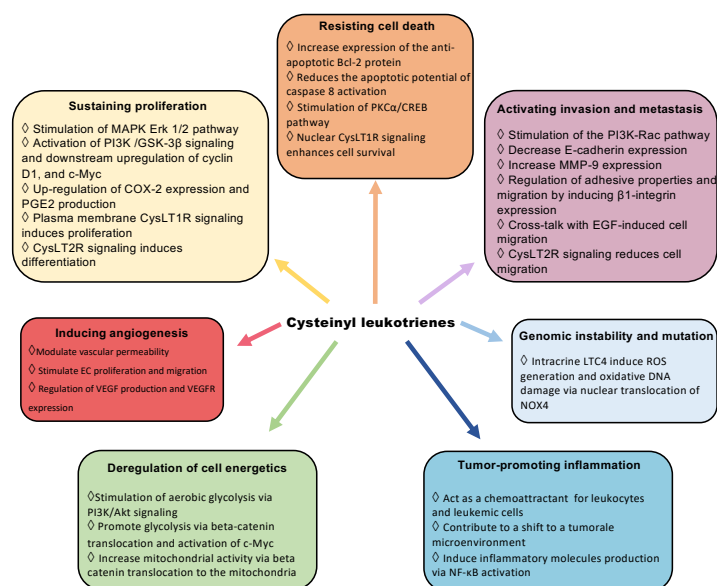 Resisting cell death
◊ Increase expression of the anti-
apoptotic Bcl-2 protein
◊ Reduces the apoptotic potential of
caspase 8 activation
◊ Stimulation of PKCα/CREB
pathway
◊ Nuclear CysLT1R signaling
enhances cell survival
Sustaining proliferation
◊ Stimulation of MAPK Erk 1/2 pathway
◊ Activation of PI3K /GSK-3β signaling
and downstream upregulation of cyclin
D1, and c-Myc
◊ Up-regulation of COX-2 expression and
PGE2 production
◊ Plasma membrane CysLT1R signaling
induces proliferation
◊ CysLT2R signaling induces
differentiation
Activating invasion and metastasis
◊ Stimulation of the PI3K-Rac pathway
◊ Decrease E-cadherin expression
◊ Increase MMP-9 expression
◊ Regulation of adhesive properties and
migration by inducing β1-integrin
expression
◊ Cross-talk with EGF-induced cell
migration
◊ CysLT2R signaling reduces cell
migration
Cysteinyl leukotrienes
Inducing angiogenesis
◊Modulate vascular permeability
◊ Stimulate EC proliferation and migration
◊ Regulation of VEGF production and VEGFR
expression
Genomic instability and mutation
◊ Intracrine LTC4 induce ROS
generation and oxidative DNA
damage via nuclear translocation of
NOX4
Deregulation of cell energetics
◊Stimulation of aerobic glycolysis via
PI3K/Akt signaling
◊ Promote glycolysis via beta-catenin
translocation and activation of c-Myc
◊ Increase mitochondrial activity via beta
catenin translocation to the mitochondria
Tumor-promoting inflammation
◊ Act as a chemoattractant for leukocytes
and leukemic cells
◊ Contribute to a shift to a tumorale
microenvironment
◊ Induce inflammatory molecules production
via NF-κB activation